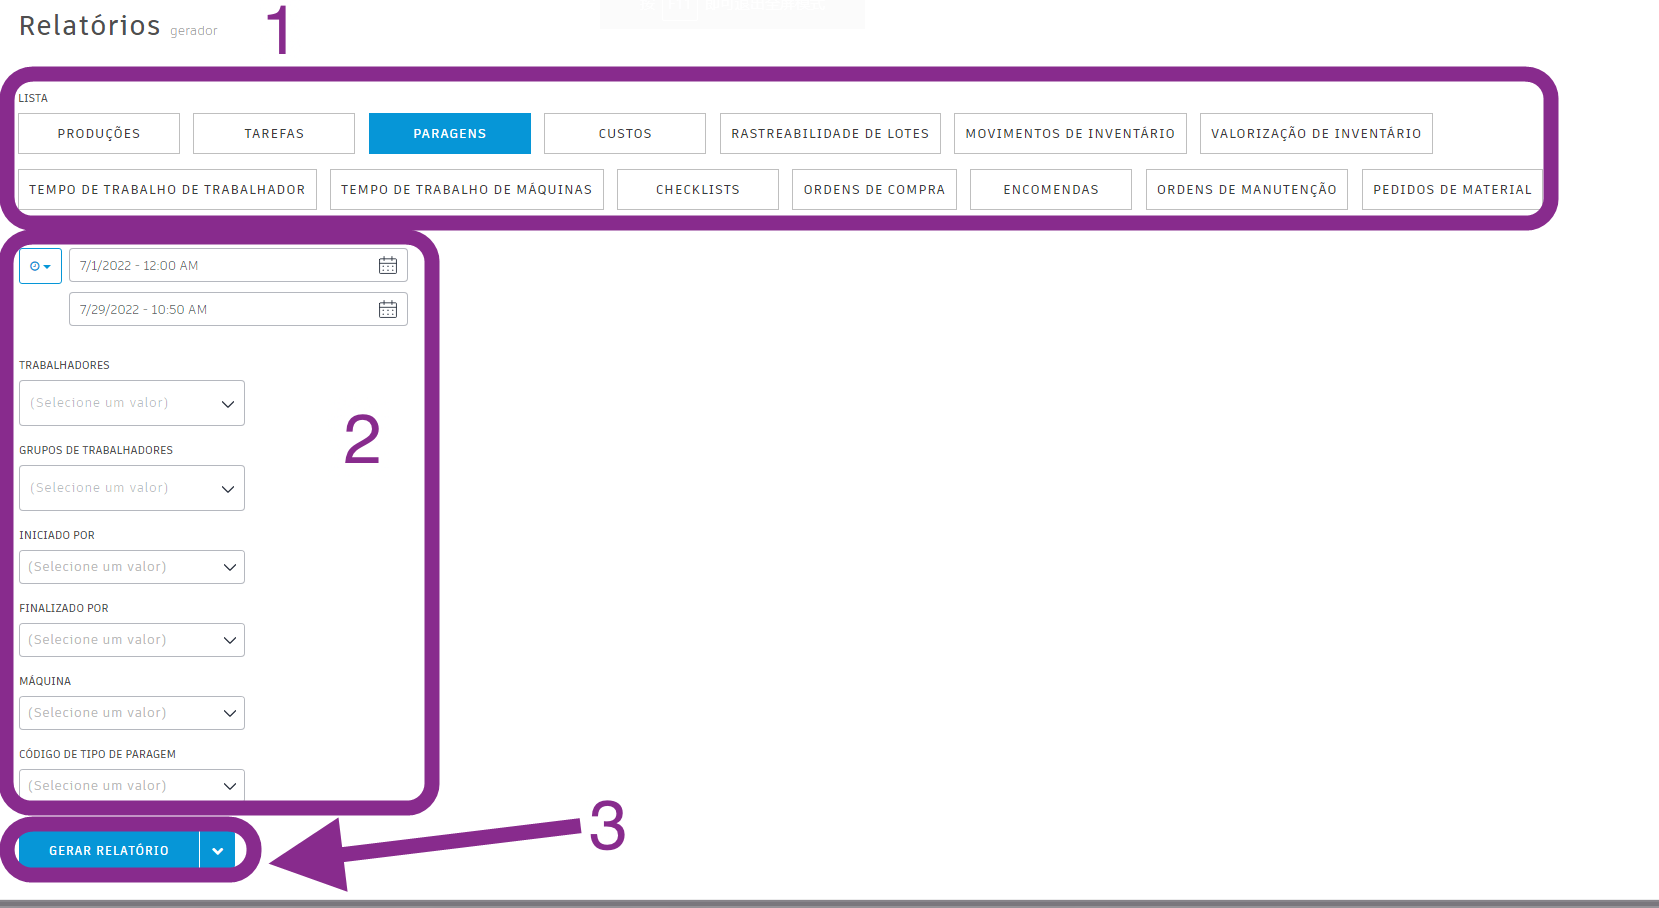 Relatórios gerador
1
LISTA
PRODUÇÕES TAREFAS PARAGENS CUSTOS RASTREABILIDADE DE LOTES MOVIMENTOS DE INVENTÁRIO VALORIZAÇÃO DE INVENTÁRIO
TEMPO DE TRABALHO DE TRABALHADOR TEMPO DE TRABALHO DE MÁQUINAS CHECKLISTS ORDENS DE COMPRA ENCOMENDAS ORDENS DE MANUTENÇÃO PEDIDOS DE MATERIAL
7/1/2022 - 12:00 AM
7/29/2022 - 10:50 AM
TRABALHADORES
(Selecione um valor)
2
GRUPOS DE TRABALHADORES
(Selecione um valor)
INICIADO POR
(Selecione um valor)
FINALIZADO POR
(Selecione um valor)
MÁQUINA
(Selecione um valor)
CÓDIGO DE TIPO DE PARAGEM
(Selecione um valor)
3
GERAR RELATÓRIO